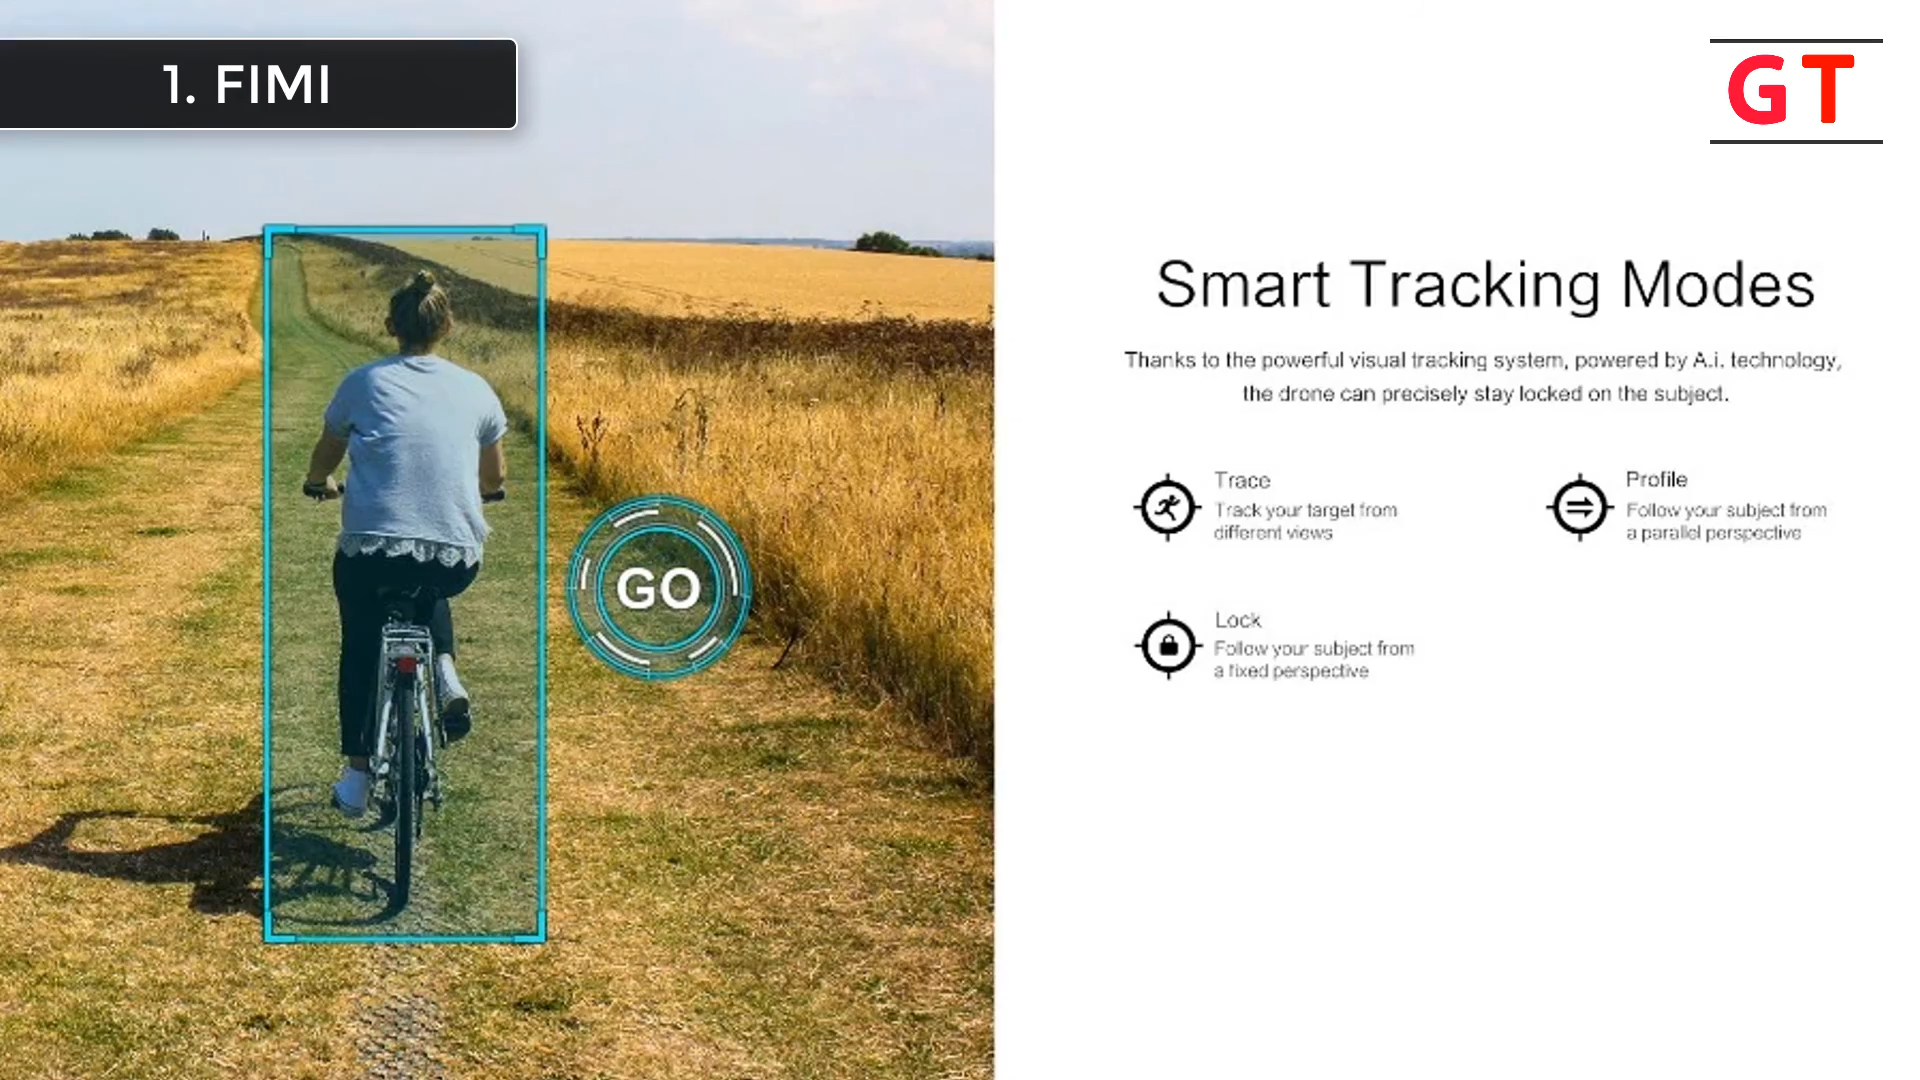 1. FIMI
GT
GO
Smart Tracking Modes
Thanks to the powerful visual tracking system, powered by A.i. technology,
the drone can precisely stay locked on the subject.
Trace
Track your target from
different views
Profile
Follow your subject from
a parallel perspective
Lock
Follow your subject from
a fixed perspective